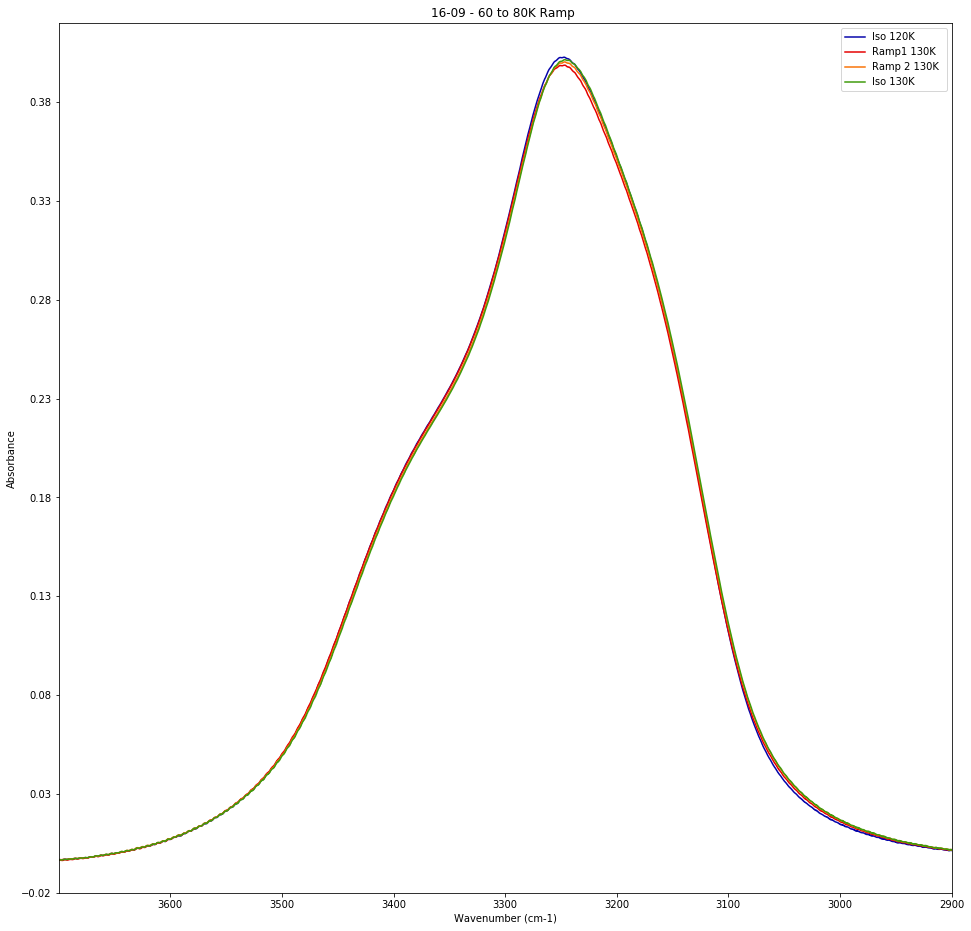 16-09 - 60 to 80K Ramp
Iso 120K
Ramp1 130K
Ramp 2 130K
Iso 130K
0.38
0.33
0.28
0.23
0.18
0.13
0.08
0.03
−0.02
Absorbance
3600 3500 3400 3300 3200 3100 3000 2900
Wavenumber (cm-1)